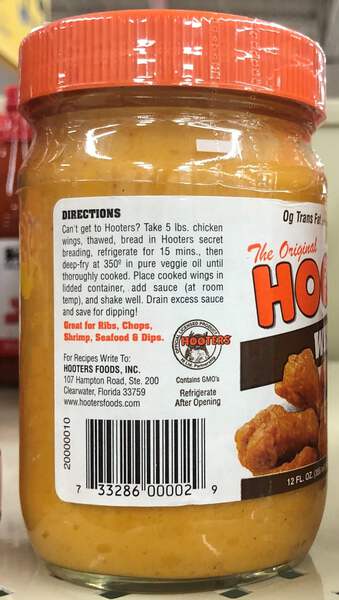 DIRECTIONS
Can't get to Hooters? Take 5 lbs. chicken
wings, thawed, bread in Hooters secret
breading, refrigerate for 15 mins., then
deep-fry at 350º in pure veggie oil until
thoroughly cooked. Place cooked wings in
lidded container, add sauce (at room
temp), and shake well. Drain excess sauce
and save for dipping!
Great for Ribs, Chops,
Shrimp, Seafood & Dips.
For Recipes Write To:
HOOTERS FOODS, INC.
107 Hampton Road, Ste. 200
Clearwater, Florida 33759
www.hootersfoods.com
HOOTERS
Contains GMO's
Refrigerate
After Opening
20000010
7 33286 00002 9
0g Trans Fat
The Original
HOO
W
12 FL. OZ.